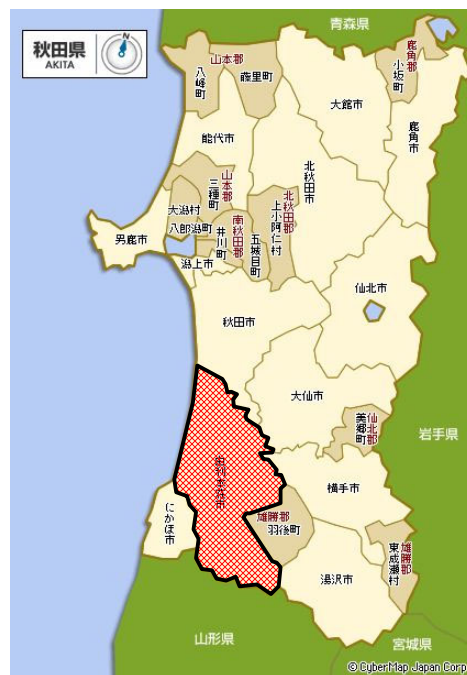 青森県
秋田県
AKITA
山本郡
八峰町
藤里町
鹿角郡
小坂町
大館市
鹿角市
能代市
北秋田市
山本郡
三種町
北秋田郡
上小阿仁村
大潟村
八郎潟町
南秋田郡
井川町
五城目町
男鹿市
潟上市
仙北市
秋田市
大仙市
仙北郡
美郷町
岩手県
由利本荘市
横手市
にかほ市
雄勝郡
羽後町
雄勝郡
東成瀬村
湯沢市
山形県
宮城県
© CyberMap Japan Corp